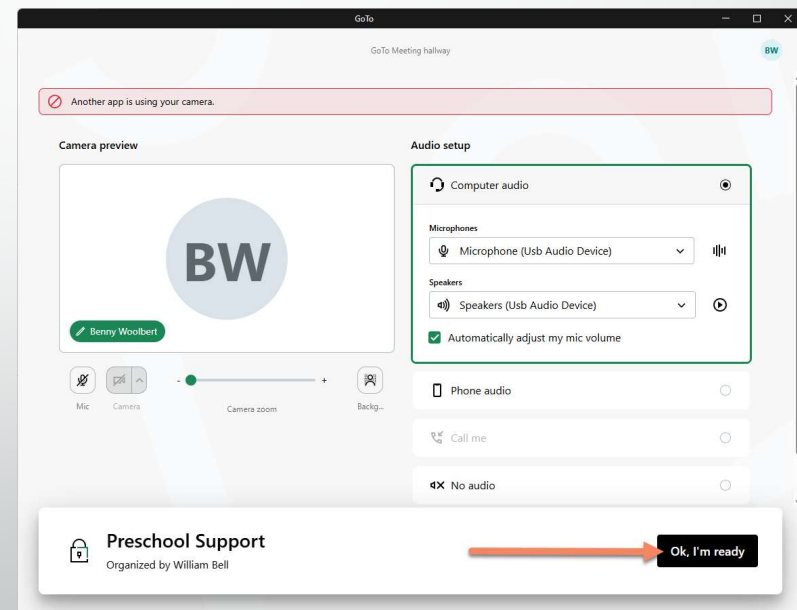 GoTo
GoTo Meeting hallway
BW
Another app is using your camera.
Camera preview
BW
Benny Woolbert
Mic
Camera
- +
Camera zoom
Backg...
Audio setup
Computer audio
Microphones
Microphone (Usb Audio Device)
Speakers
Speakers (Usb Audio Device)
Automatically adjust my mic volume
Phone audio
Call me
No audio
Preschool Support
Organized by William Bell
Ok, I'm ready